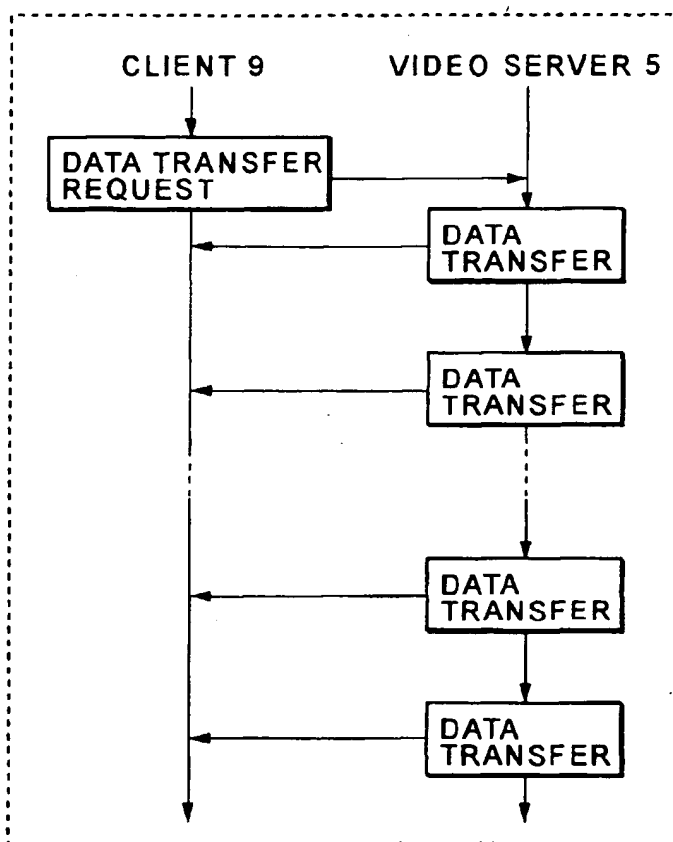 CLIENT 9
VIDEO SERVER 5
DATA TRANSFER
REQUEST
DATA
TRANSFER
DATA
TRANSFER
DATA
TRANSFER
DATA
TRANSFER